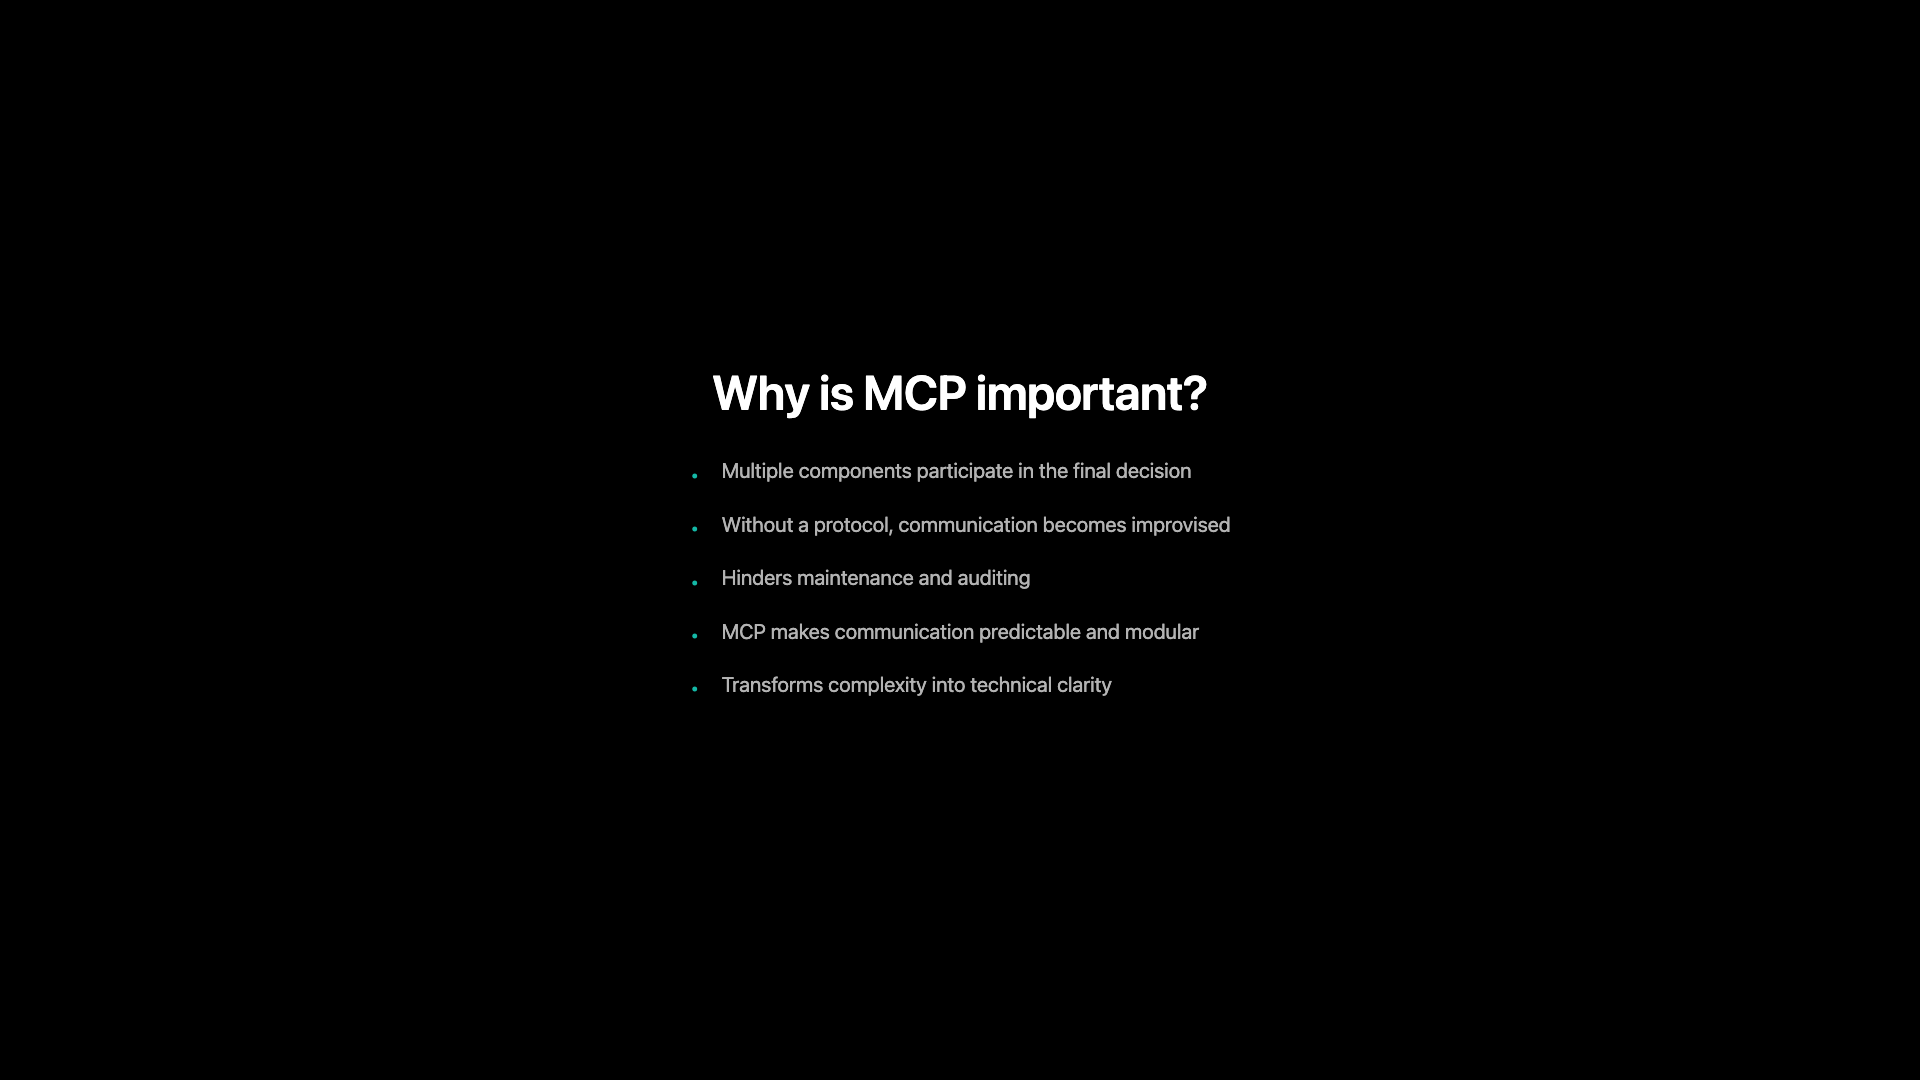 Why is MCP important?
• Multiple components participate in the final decision
• Without a protocol, communication becomes improvised
• Hinders maintenance and auditing
• MCP makes communication predictable and modular
• Transforms complexity into technical clarity